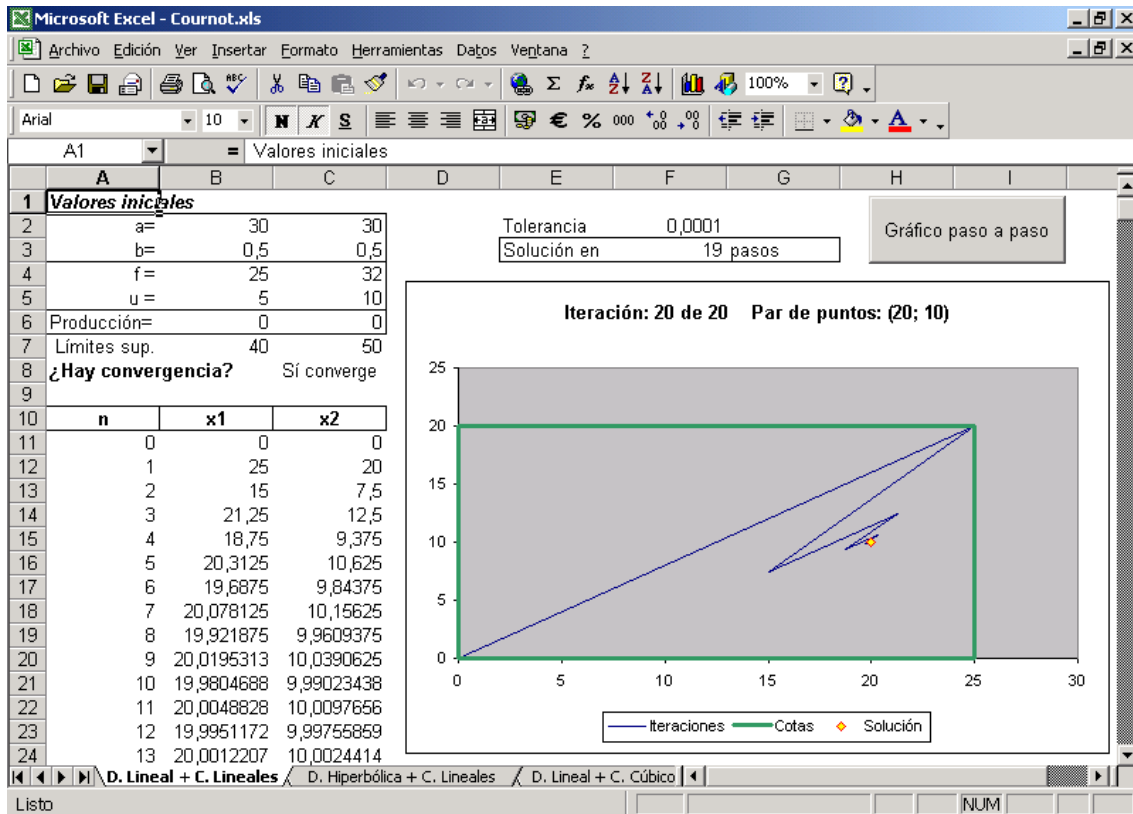 Microsoft Excel - Cournot.xls
Archivo Edición Ver Insertar Formato Herramientas Datos Ventana ?
100%
Arial 10 N K S € % 000
A1 = Valores iniciales
A B C D E F G H I
1 Valores iniciales
2 a= 30 30 Tolerancia 0,0001
3 b= 0,5 0,5 Solución en 19 pasos
Gráfico paso a paso
4 f = 25 32
5 u = 5 10
6 Producción= 0 0
7 Límites sup. 40 50
8 ¿Hay convergencia? Sí converge
9
10 n x1 x2
11 0 0 0
12 1 25 20
13 2 15 7,5
14 3 21,25 12,5
15 4 18,75 9,375
16 5 20,3125 10,625
17 6 19,6875 9,84375
18 7 20,078125 10,15625
19 8 19,921875 9,9609375
20 9 20,0195313 10,0390625
21 10 19,9804688 9,99023438
22 11 20,0048828 10,0097656
23 12 19,9951172 9,99755859
24 13 20,0012207 10,0024414
Iteración: 20 de 20 Par de puntos: (20; 10)
25
20
15
10
5
0
0 5 10 15 20 25 30
Iteraciones Cotas Solución
D. Lineal + C. Lineales D. Hiperbólica + C. Lineales D. Lineal + C. Cúbico
Listo NUM